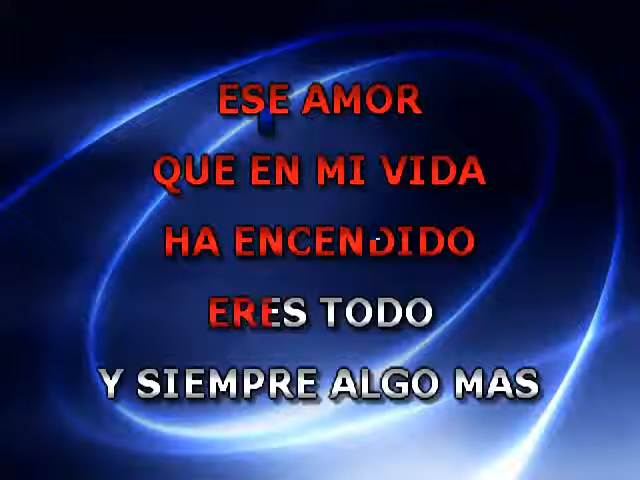 ESE AMOR
QUE EN MI VIDA
HA ENCENDIDO
ERES TODO
Y SIEMPRE ALGO MAS